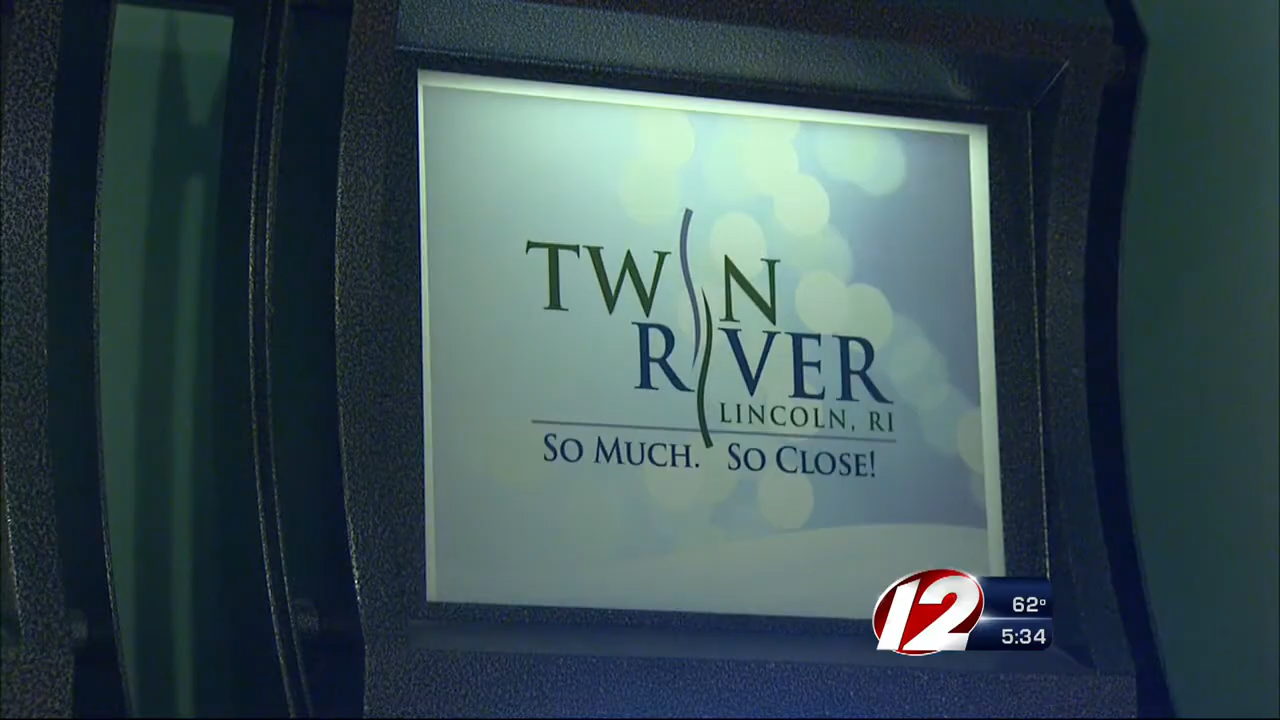 TWIN
RIVER
LINCOLN, RI
SO MUCH. SO CLOSE!
12
62°
5:34